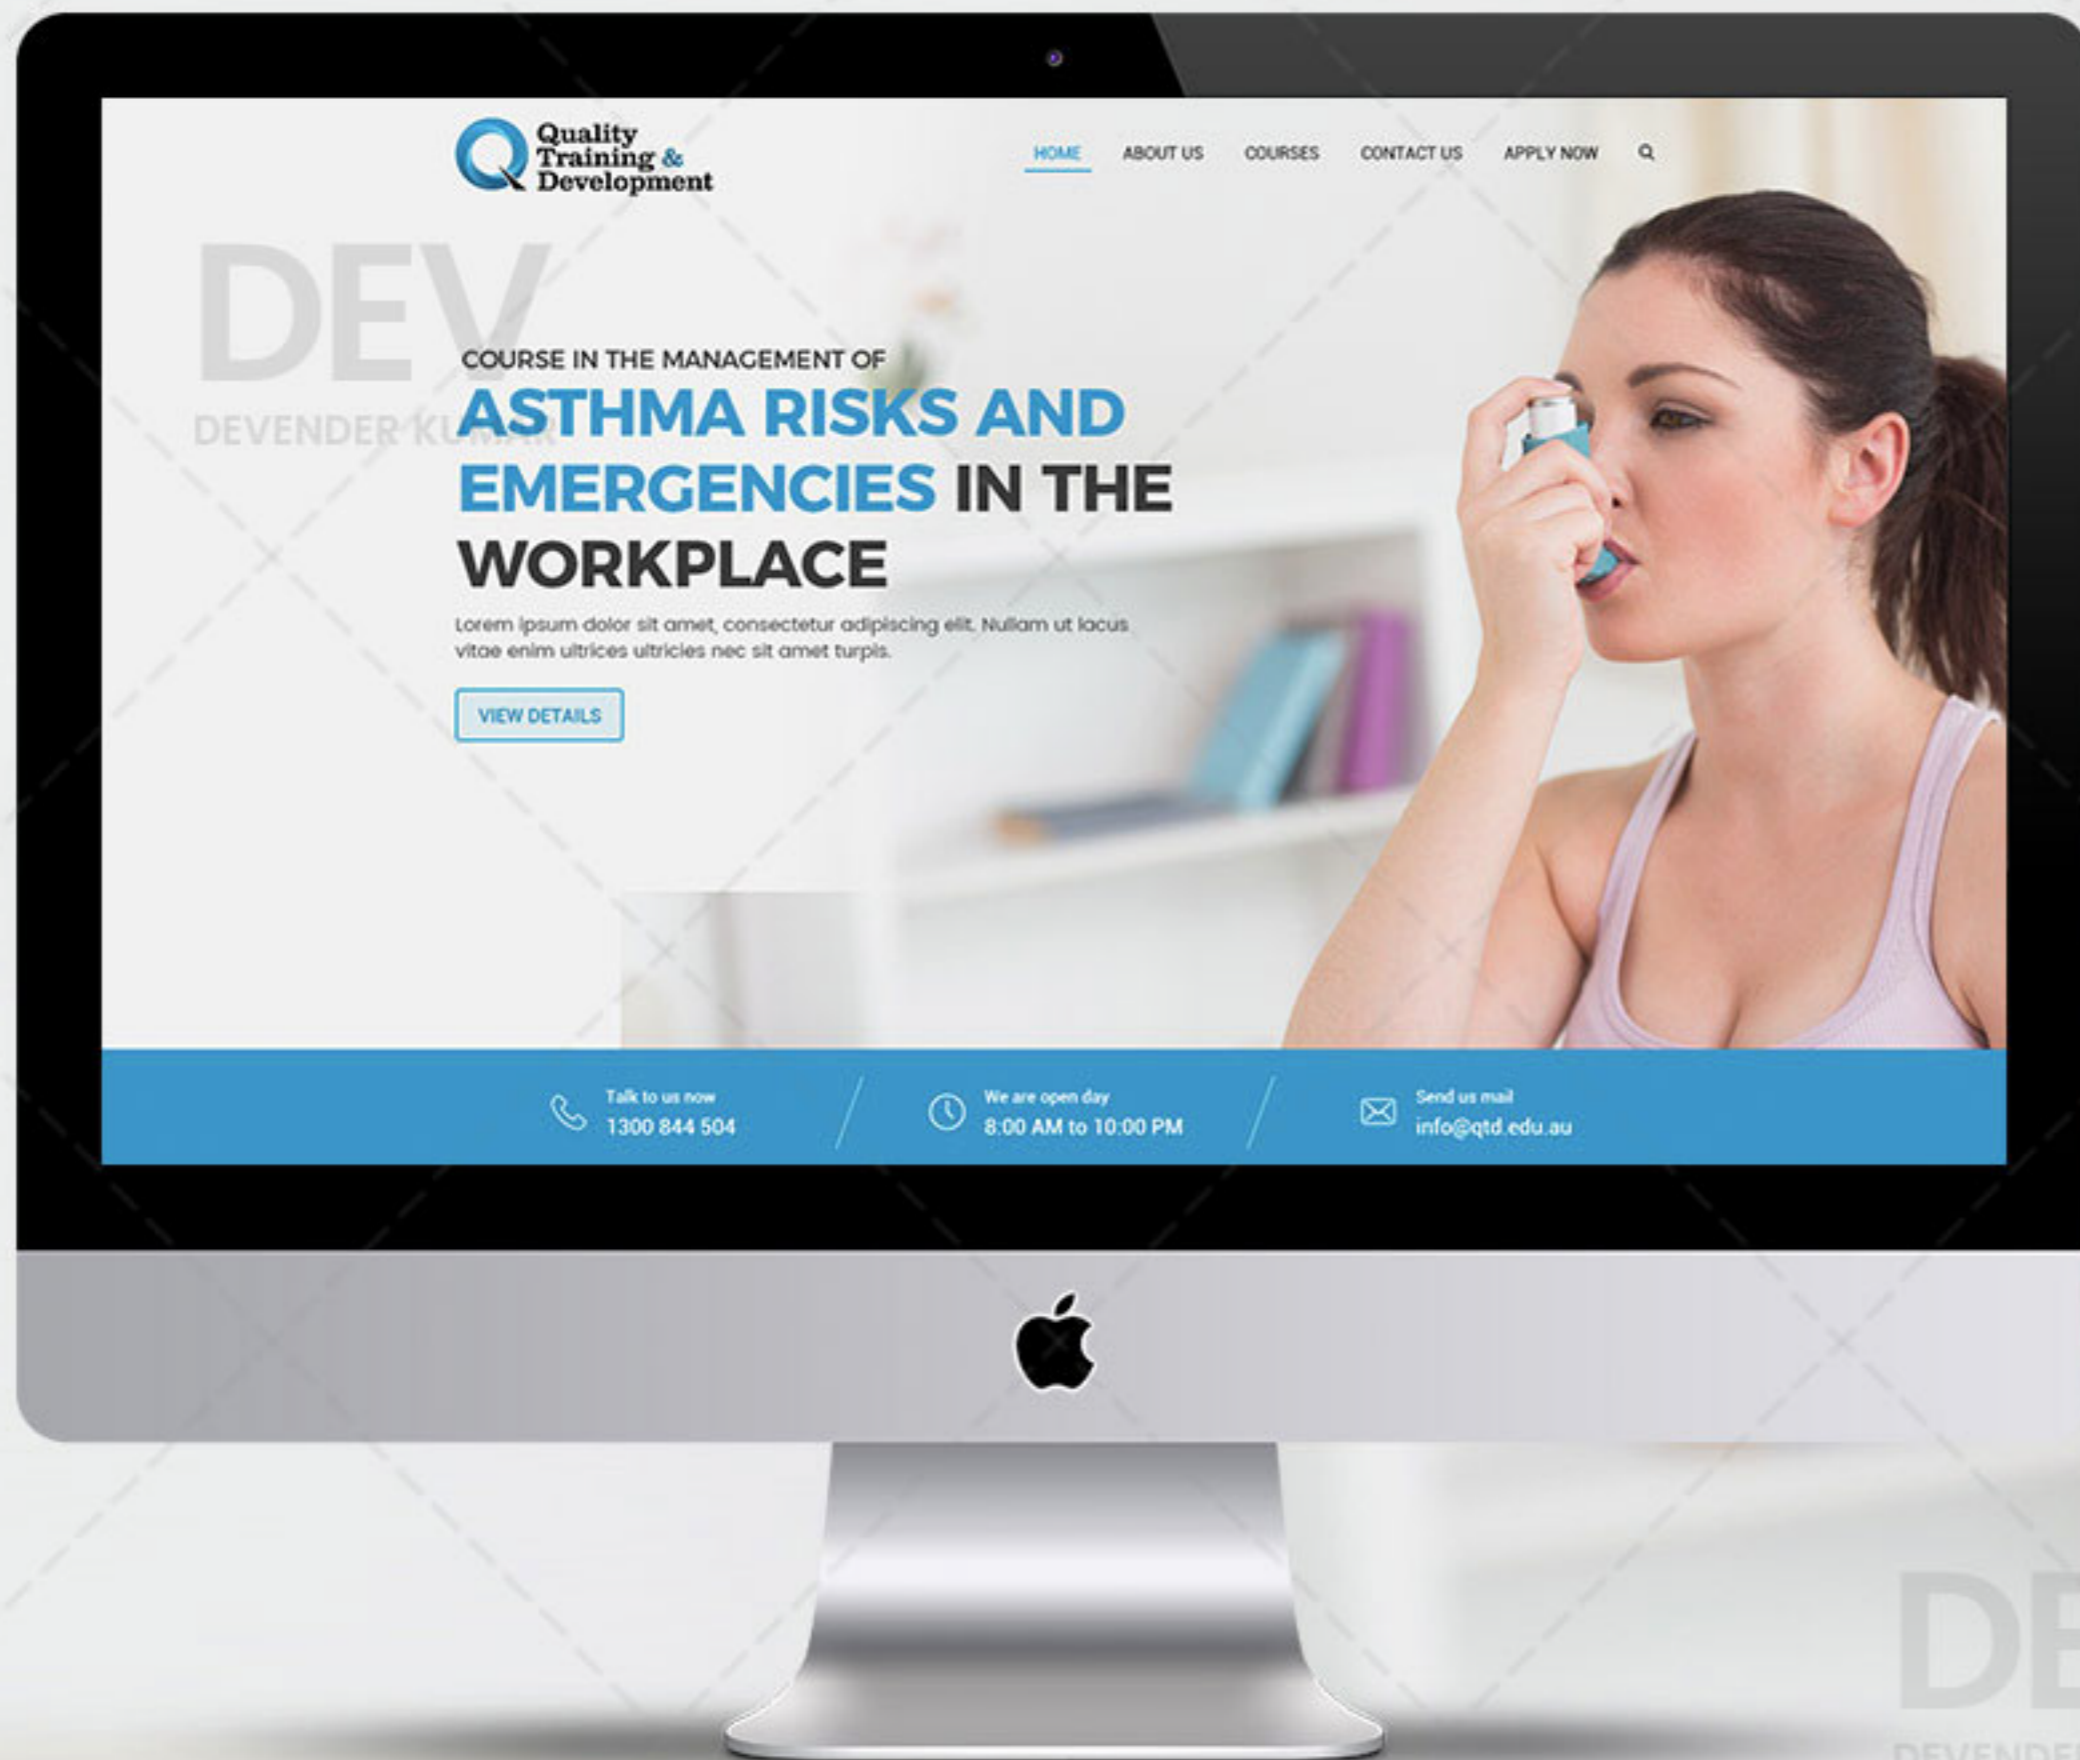 Quality
Training &
Development
HOME
ABOUT US
COURSES
CONTACT US
APPLY NOW
DEV
DEVENDER KUMAR
COURSE IN THE MANAGEMENT OF
ASTHMA RISKS AND
EMERGENCIES IN THE
WORKPLACE
Lorem ipsum dolor sit amet, consectetur adipiscing elit. Nullam ut lacus
vitae enim ultrices ultricies nec sit amet turpis.
VIEW DETAILS
Talk to us now
1300 844 504
We are open day
8:00 AM to 10:00 PM
Send us mail
info@qtd.edu.au
DE
DEVENDE